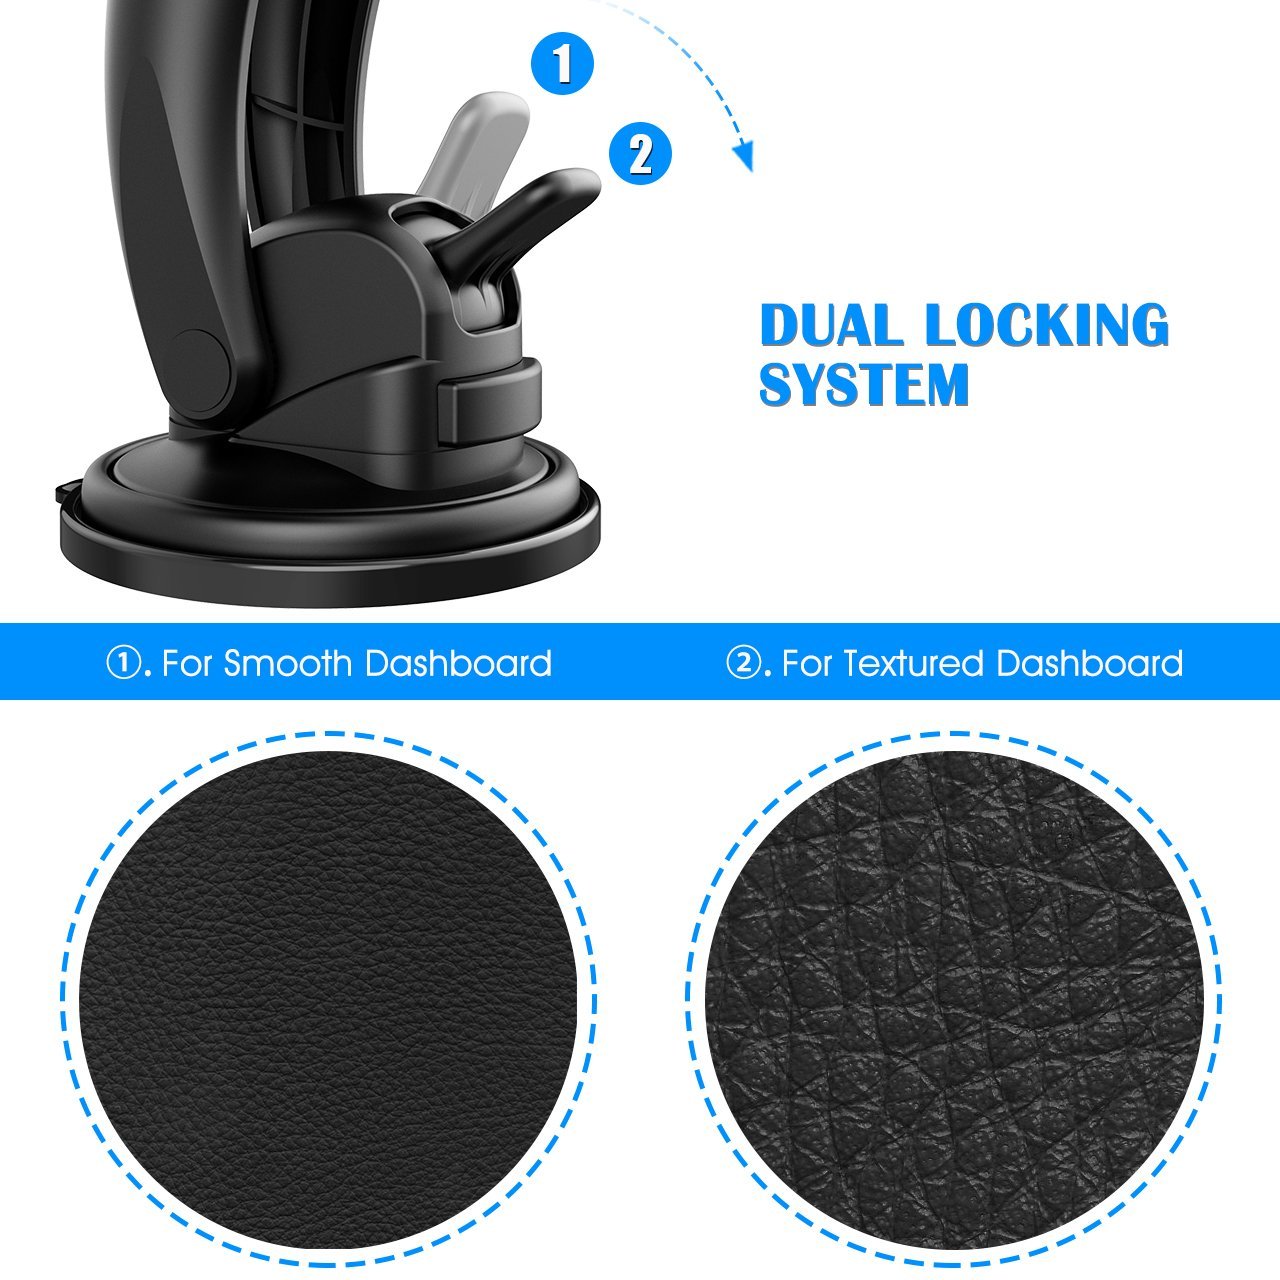 1
2
DUAL LOCKING
SYSTEM
①. For Smooth Dashboard
②. For Textured Dashboard